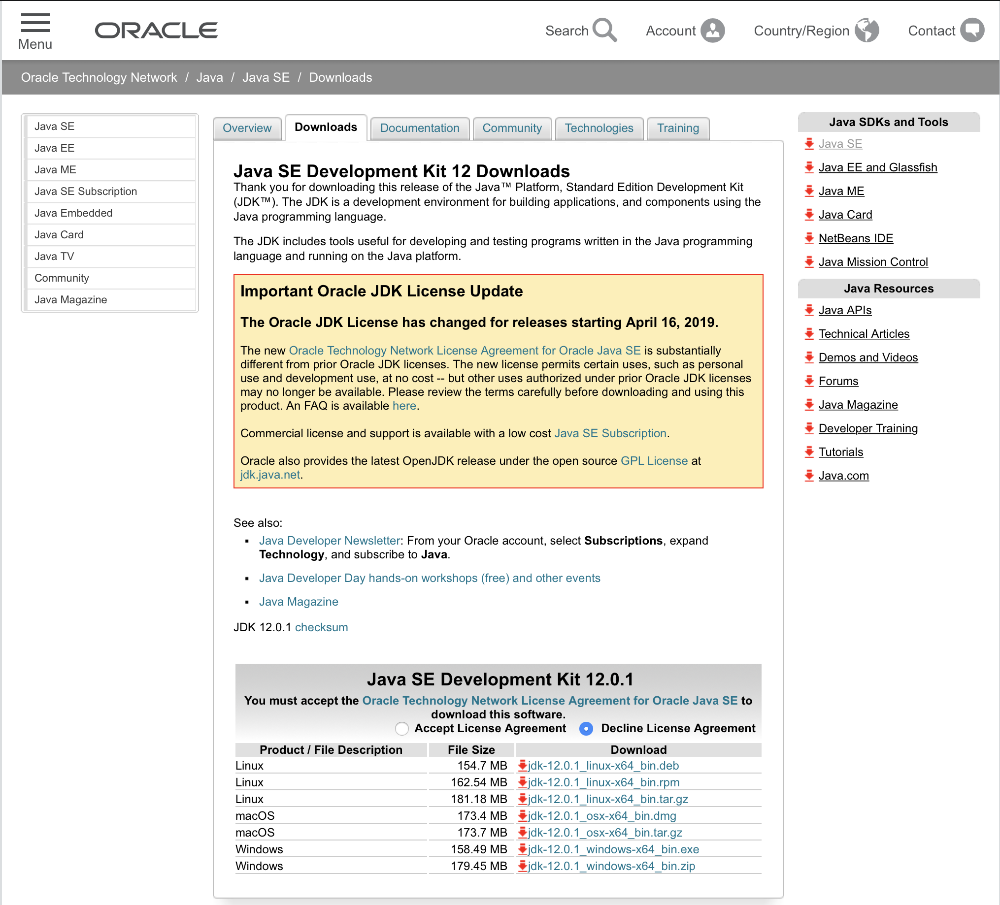 Menu
ORACLE
Search
Account
Country/Region
Contact
Oracle Technology Network / Java / Java SE / Downloads
Java SE
Java EE
Java ME
Java SE Subscription
Java Embedded
Java Card
Java TV
Community
Java Magazine
Overview
Downloads
Documentation
Community
Technologies
Training
Java SE Development Kit 12 Downloads
Thank you for downloading this release of the Java™ Platform, Standard Edition Development Kit
(JDK™). The JDK is a development environment for building applications, and components using the
Java programming language.
The JDK includes tools useful for developing and testing programs written in the Java programming
language and running on the Java platform.
Important Oracle JDK License Update
The Oracle JDK License has changed for releases starting April 16, 2019.
The new Oracle Technology Network License Agreement for Oracle Java SE is substantially
different from prior Oracle JDK licenses. The new license permits certain uses, such as personal
use and development use, at no cost -- but other uses authorized under prior Oracle JDK licenses
may no longer be available. Please review the terms carefully before downloading and using this
product. An FAQ is available here.
Commercial license and support is available with a low cost Java SE Subscription.
Oracle also provides the latest OpenJDK release under the open source GPL License at
jdk.java.net.
See also:
▪ Java Developer Newsletter: From your Oracle account, select Subscriptions, expand
Technology, and subscribe to Java.
▪ Java Developer Day hands-on workshops (free) and other events
▪ Java Magazine
JDK 12.0.1 checksum
Java SE Development Kit 12.0.1
You must accept the Oracle Technology Network License Agreement for Oracle Java SE to
download this software.
Accept License Agreement Decline License Agreement
Product / File Description File Size Download
Linux 154.7 MB jdk-12.0.1_linux-x64_bin.deb
Linux 162.54 MB jdk-12.0.1_linux-x64_bin.rpm
Linux 181.18 MB jdk-12.0.1_linux-x64_bin.tar.gz
macOS 173.4 MB jdk-12.0.1_osx-x64_bin.dmg
macOS 173.7 MB jdk-12.0.1_osx-x64_bin.tar.gz
Windows 158.49 MB jdk-12.0.1_windows-x64_bin.exe
Windows 179.45 MB jdk-12.0.1_windows-x64_bin.zip
Java SDKs and Tools
Java SE
Java EE and Glassfish
Java ME
Java Card
NetBeans IDE
Java Mission Control
Java Resources
Java APIs
Technical Articles
Demos and Videos
Forums
Java Magazine
Developer Training
Tutorials
Java.com